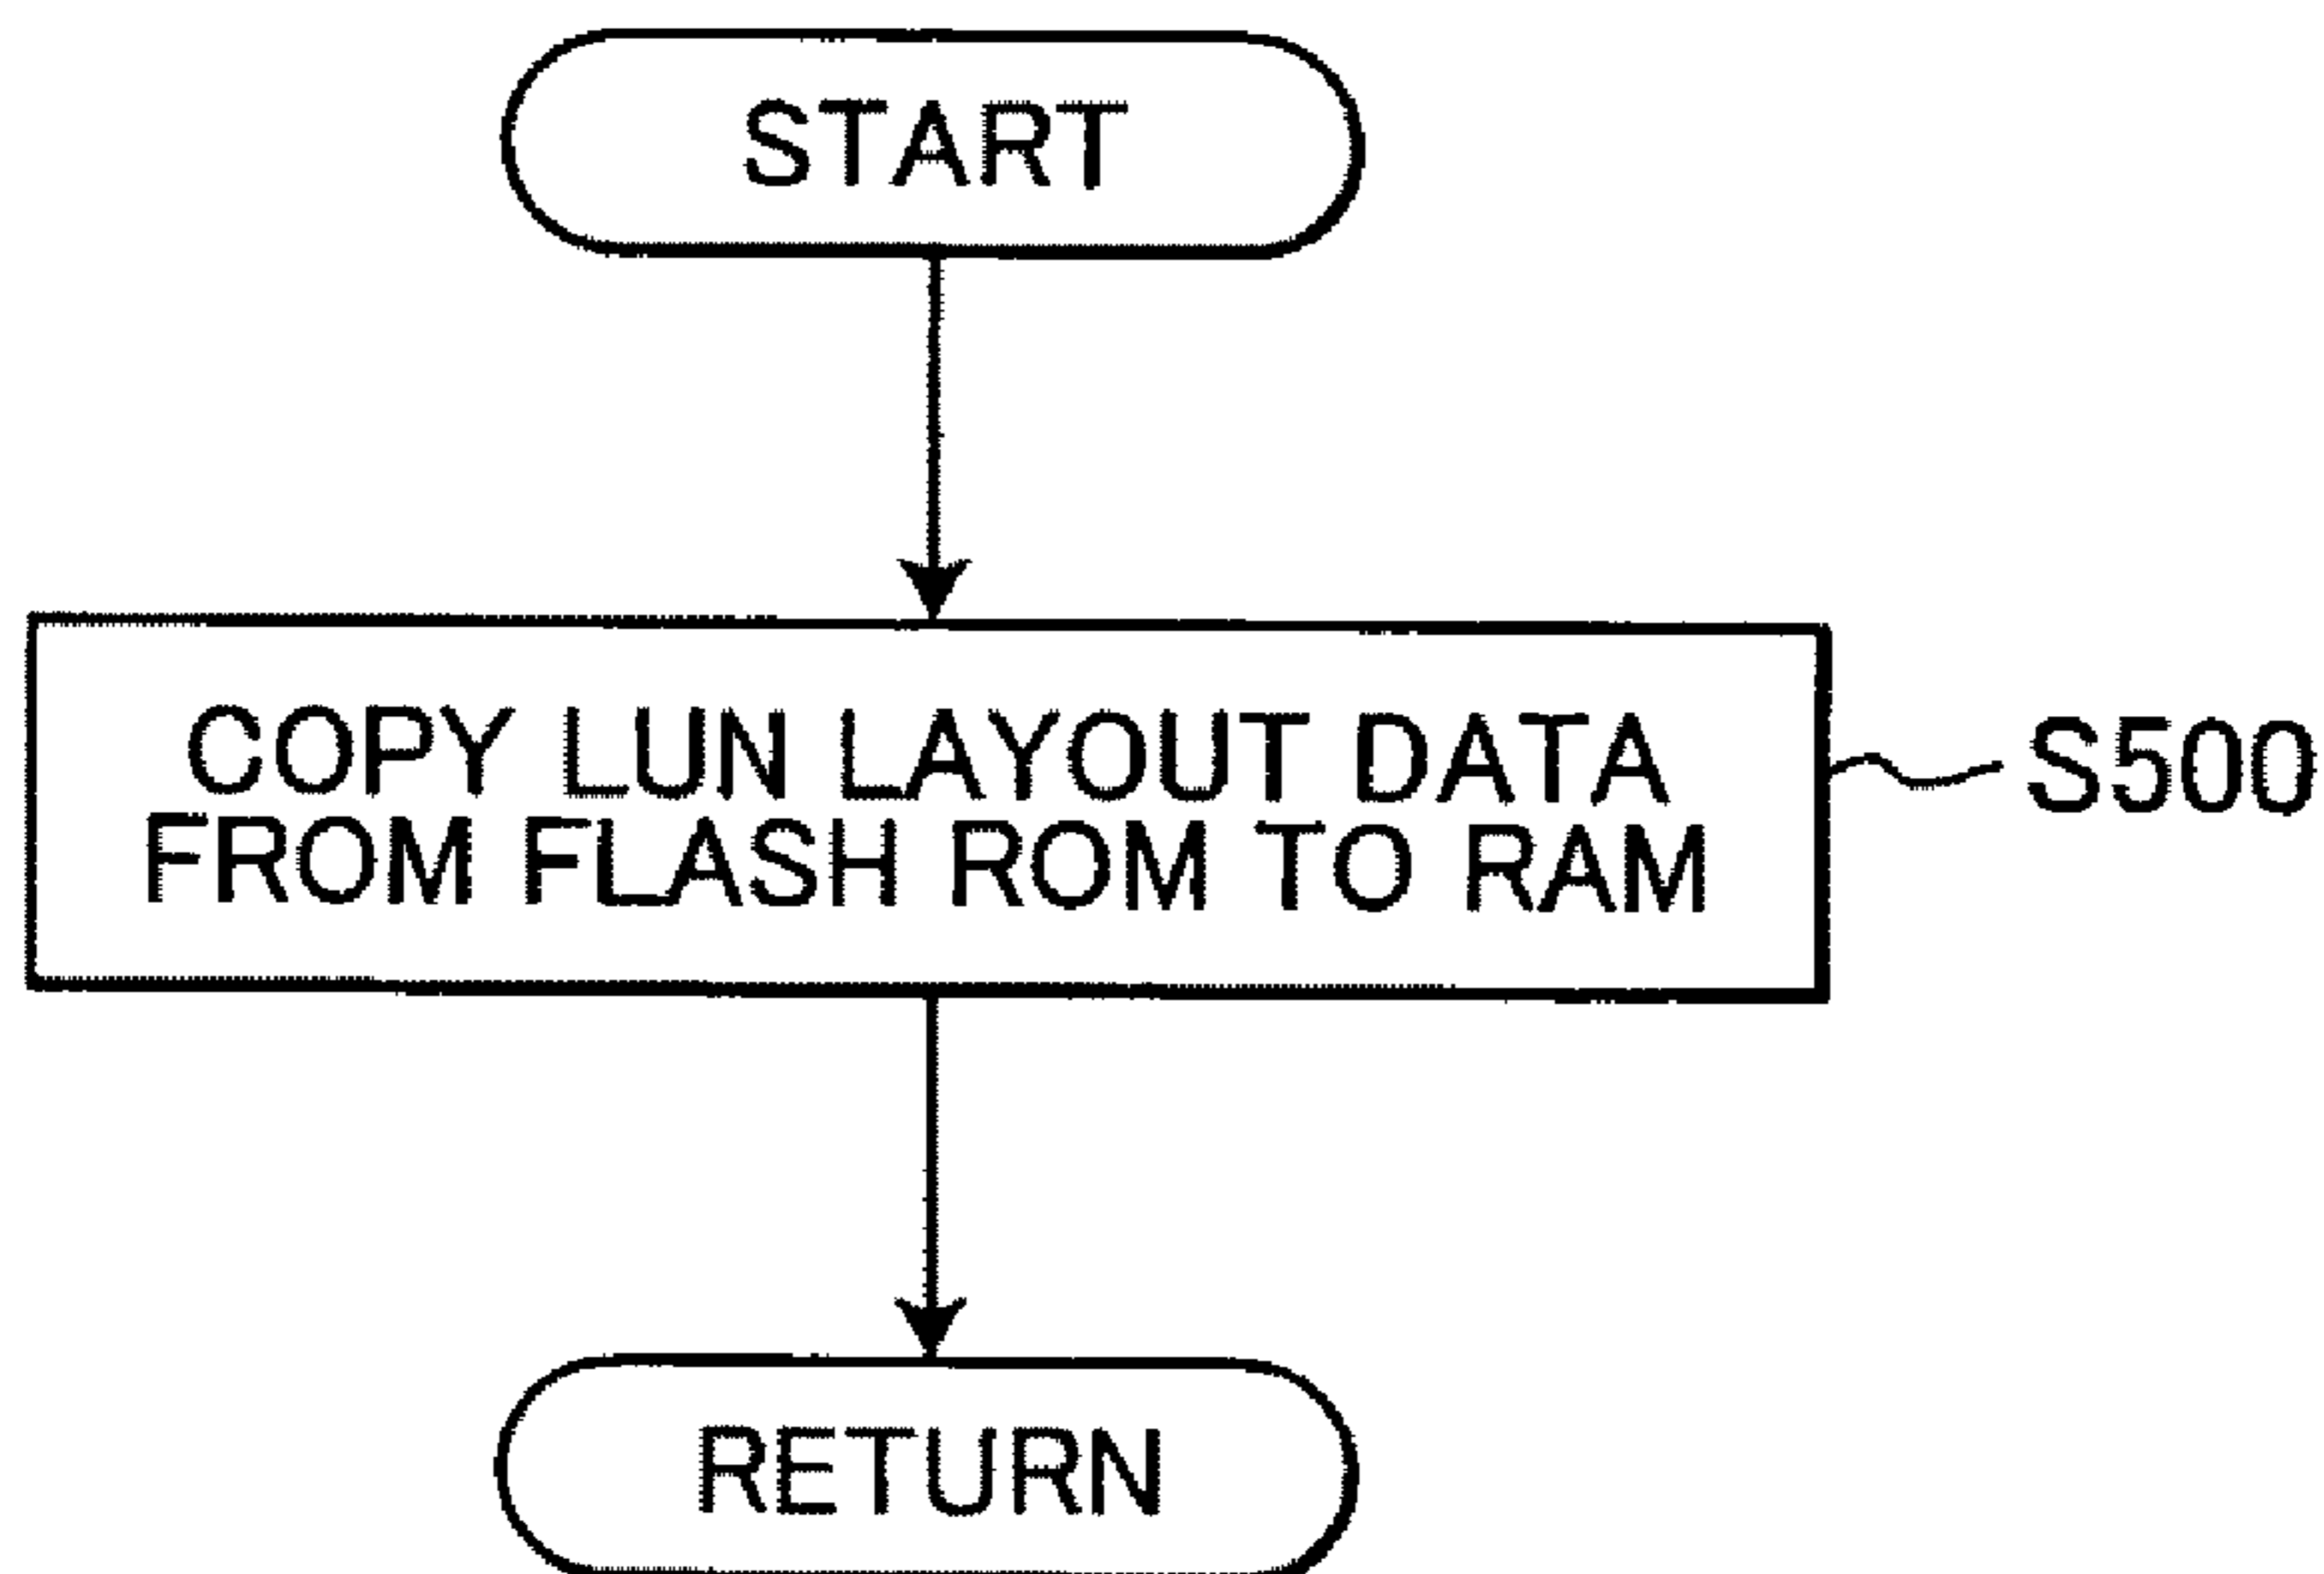 START
COPY LUN LAYOUT DATA
FROM FLASH ROM TO RAM
S500
RETURN